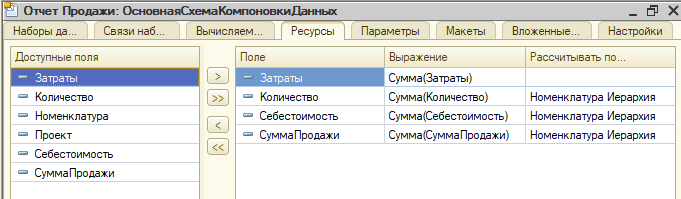 Отчет Продажи: ОсновнаяСхемаКомпоновкиДанных
Наборы да... Связи наб... Вычисляем... Ресурсы Параметры Макеты Вложенные... Настройки
Доступные поля Поле Выражение Рассчитывать по...
Затраты > Затраты Сумма(Затраты)
Количество >> Количество Сумма(Количество) Номенклатура Иерархия
Номенклатура < Себестоимость Сумма(Себестоимость) Номенклатура Иерархия
Проект << СуммаПродажи Сумма(СуммаПродажи) Номенклатура Иерархия
Себестоимость
СуммаПродажи